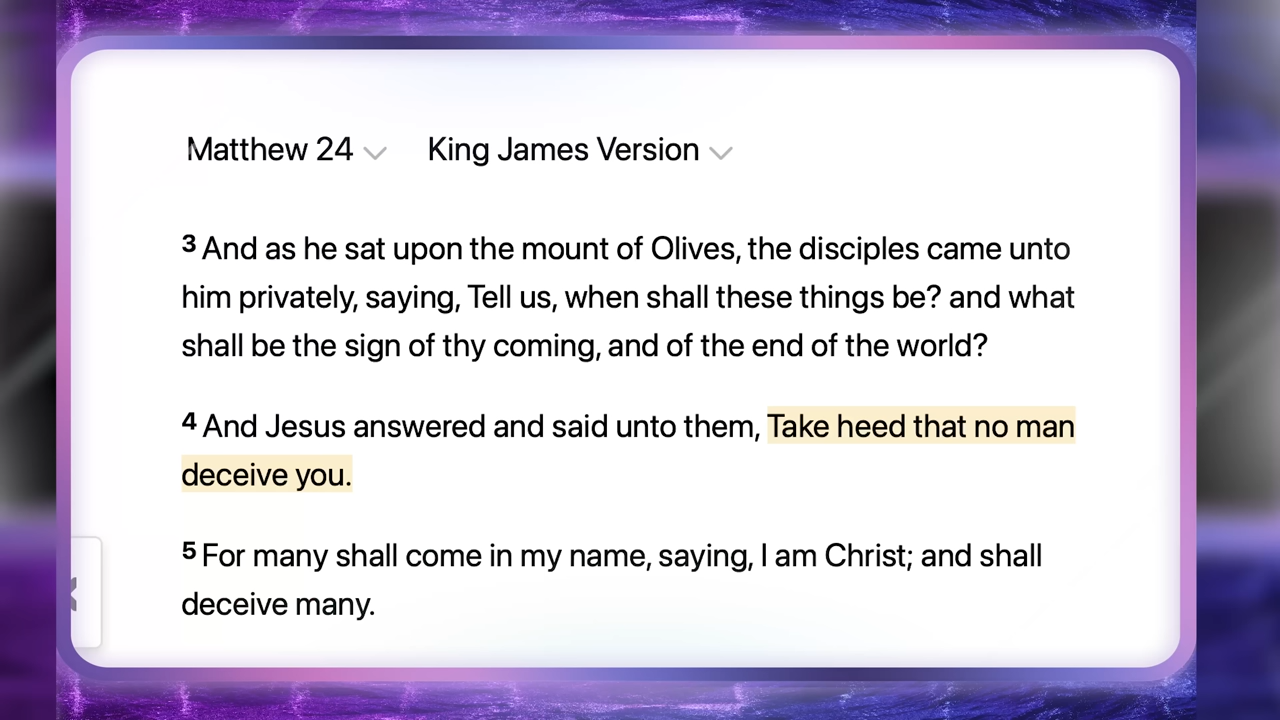 Matthew 24 King James Version
3 And as he sat upon the mount of Olives, the disciples came unto
him privately, saying, Tell us, when shall these things be? and what
shall be the sign of thy coming, and of the end of the world?
4 And Jesus answered and said unto them, Take heed that no man
deceive you.
5 For many shall come in my name, saying, I am Christ; and shall
deceive many.